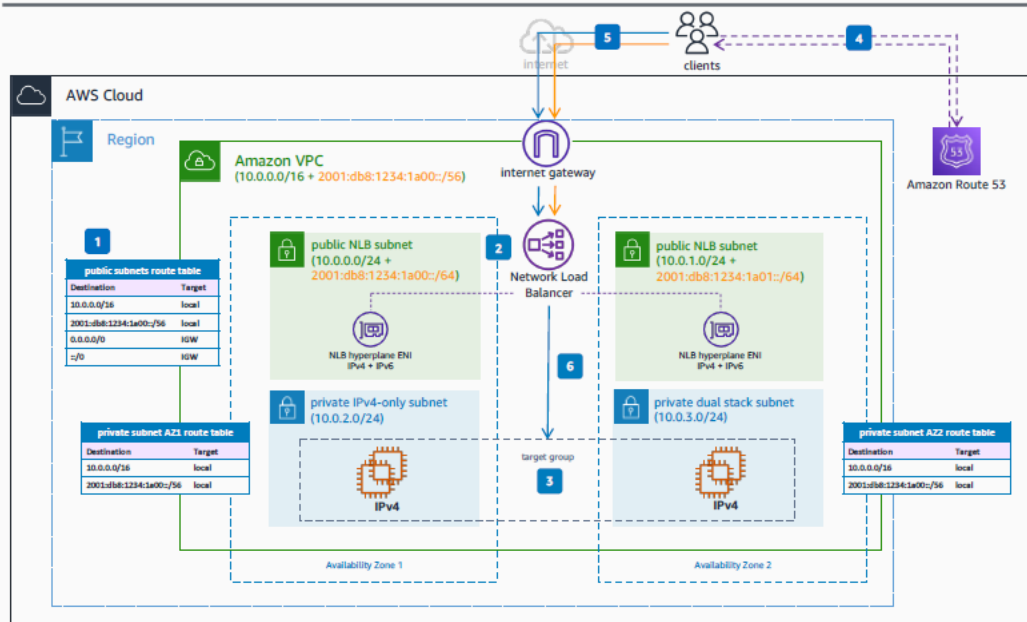 5
4
internet
clients
AWS Cloud
Region
Amazon VPC
(10.0.0.0/16 + 2001:db8:1234:1a00::/56)
internet gateway
53
Amazon Route 53
1
public subnets route table
Destination Target
10.0.0.0/16 local
2001:db8:1234:1a00::/56 local
0.0.0.0/0 IGW
::/0 IGW
public NLB subnet
(10.0.0.0/24 +
2001:db8:1234:1a00::/64)
2
Network Load
Balancer
public NLB subnet
(10.0.1.0/24 +
2001:db8:1234:1a01::/64)
NLB hyperplane ENI
IPv4 + IPv6
NLB hyperplane ENI
IPv4 + IPv6
6
private IPv4-only subnet
(10.0.2.0/24)
private dual stack subnet
(10.0.3.0/24)
private subnet AZ1 route table
Destination Target
10.0.0.0/16 local
2001:db8:1234:1a00::/56 local
target group
3
IPv4
IPv4
private subnet AZ2 route table
Destination Target
10.0.0.0/16 local
2001:db8:1234:1a00::/56 local
Availability Zone 1
Availability Zone 2